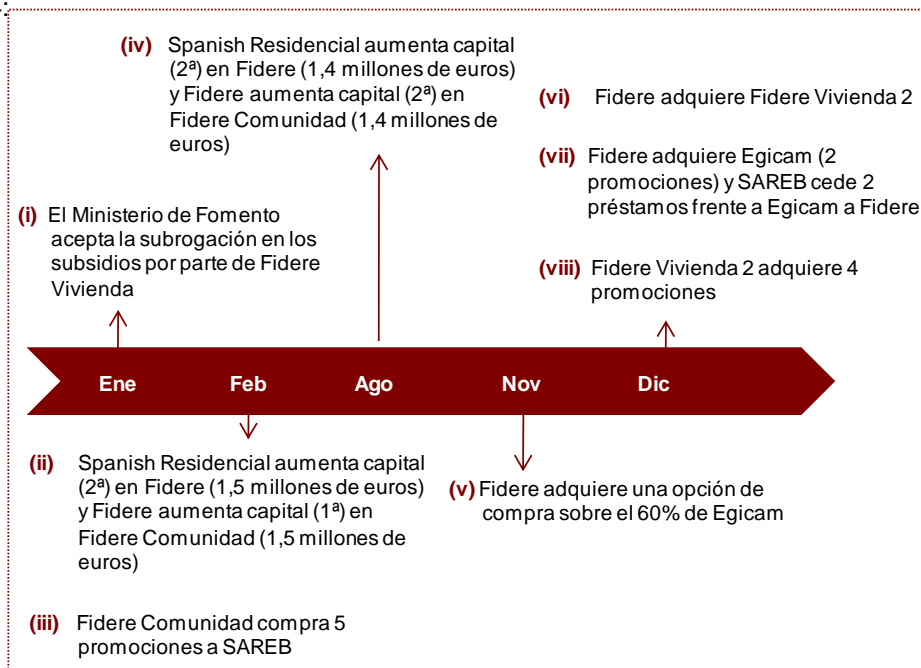 (iv) Spanish Residencial aumenta capital
(2ª) en Fidere (1,4 millones de euros)
y Fidere aumenta capital (2ª) en
Fidere Comunidad (1,4 millones de
euros)
(vi) Fidere adquiere Fidere Vivienda 2
(vii) Fidere adquiere Egicam (2
promociones) y SAREB cede 2
préstamos frente a Egicam a Fidere
(i) El Ministerio de Fomento
acepta la subrogación en los
subsidios por parte de Fidere
Vivienda
(viii) Fidere Vivienda 2 adquiere 4
promociones
Ene Feb Ago Nov Dic
(ii) Spanish Residencial aumenta capital
(2ª) en Fidere (1,5 millones de euros)
y Fidere aumenta capital (1ª) en
Fidere Comunidad (1,5 millones de
euros)
(v) Fidere adquiere una opción de
compra sobre el 60% de Egicam
(iii) Fidere Comunidad compra 5
promociones a SAREB